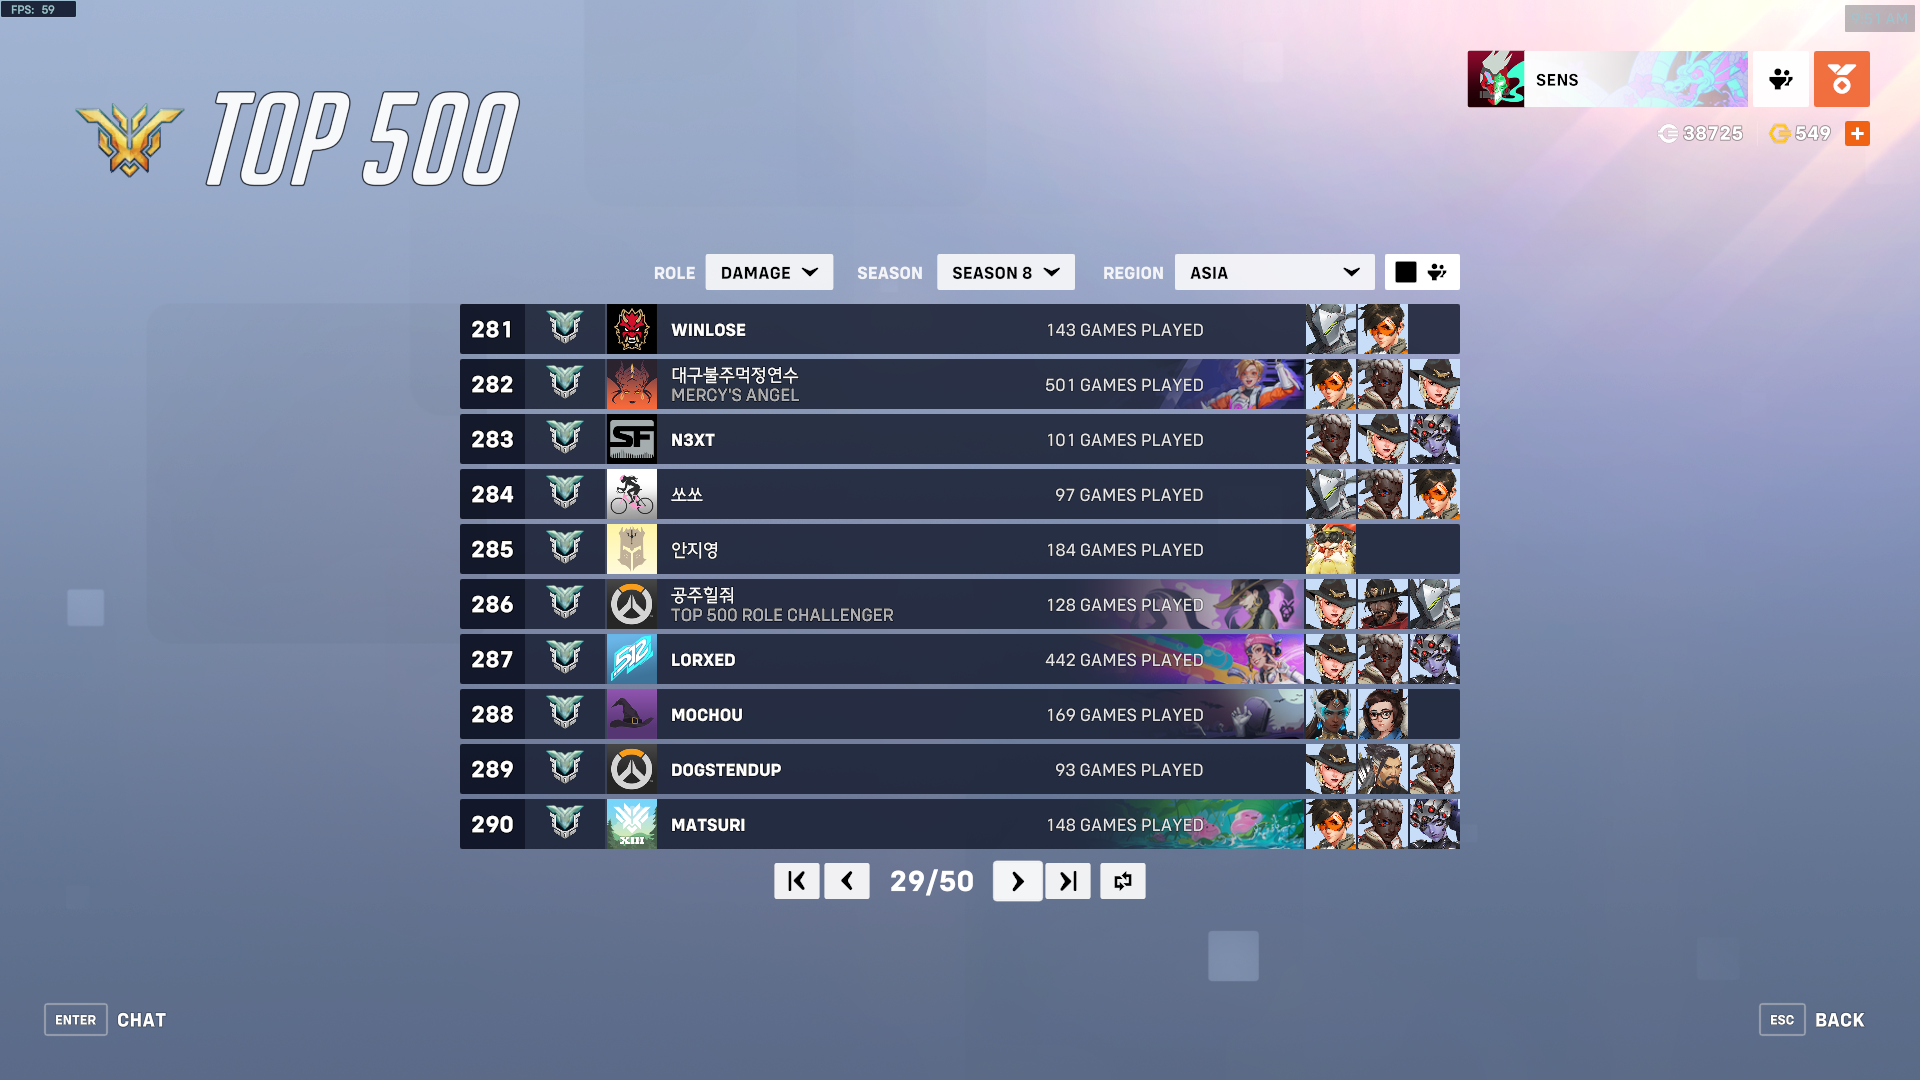 FPS: 59
TOP 500
SENS
38725
549
ROLE DAMAGE SEASON SEASON 8 REGION ASIA
281 WINLOSE 143 GAMES PLAYED
282 대구불주먹정연수 501 GAMES PLAYED
MERCY'S ANGEL
283 SF N3XT 101 GAMES PLAYED
284 쏘쏘 97 GAMES PLAYED
285 안지영 184 GAMES PLAYED
286 공주힐줘 128 GAMES PLAYED
TOP 500 ROLE CHALLENGER
287 512 LORXED 442 GAMES PLAYED
288 MOCHOU 169 GAMES PLAYED
289 DOGSTENDUP 93 GAMES PLAYED
290 XIII MATSURI 148 GAMES PLAYED
29/50
ENTER CHAT
ESC BACK